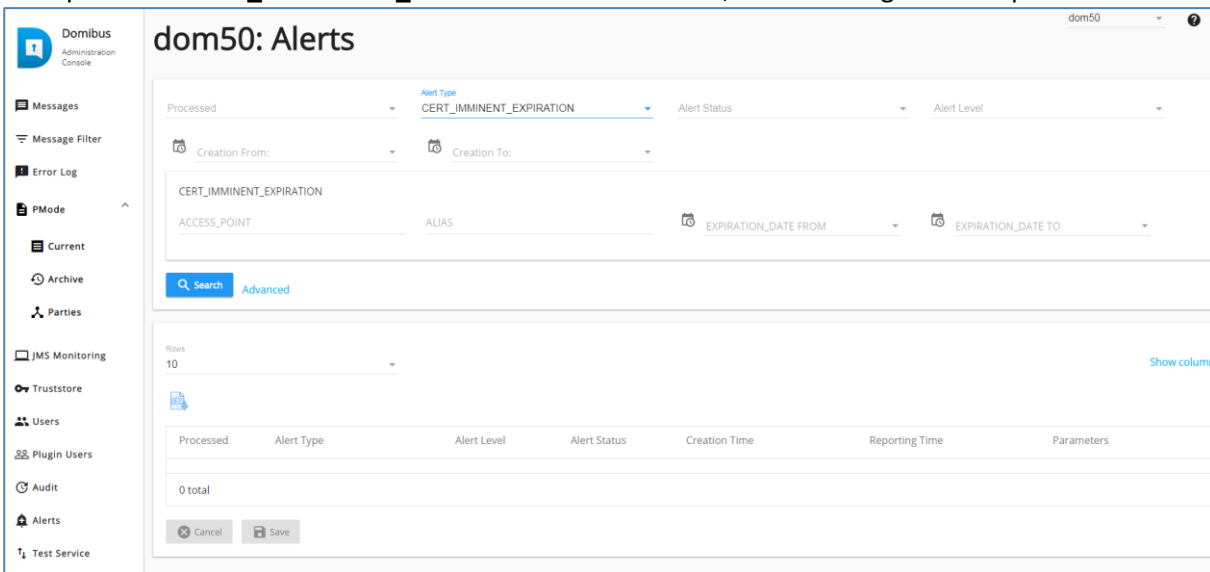 Domibus
Administration
Console
dom50: Alerts
dom50
Messages
Message Filter
Error Log
PMode
Current
Archive
Parties
JMS Monitoring
Truststore
Users
Plugin Users
Audit
Alerts
Test Service
Processed
Alert Type
CERT_IMMINENT_EXPIRATION
Alert Status
Alert Level
Creation From:
Creation To:
CERT_IMMINENT_EXPIRATION
ACCESS_POINT
ALIAS
EXPIRATION_DATE FROM
EXPIRATION_DATE TO
Search
Advanced
Rows
10
Show colum
Processed Alert Type Alert Level Alert Status Creation Time Reporting Time Parameters
0 total
Cancel
Save